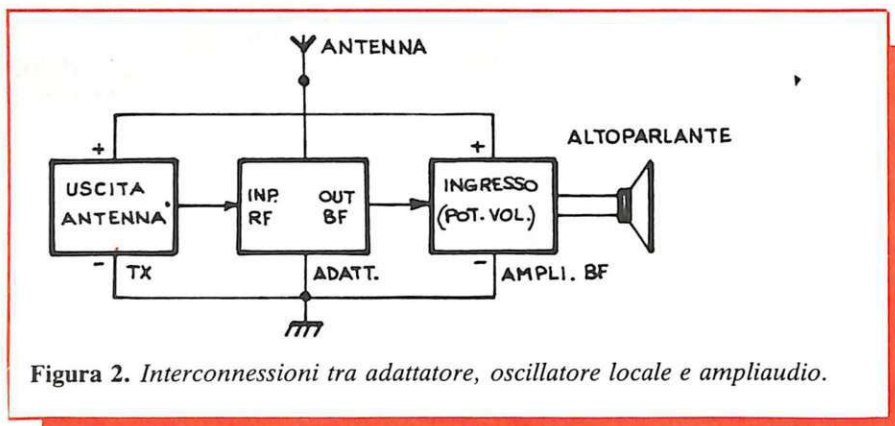 ANTENNA
ALTOPARLANTE
+
+
USCITA
ANTENNA
INP. OUT
RF BF
INGRESSO
(POT. VOL.)
-
TX
ADATT.
-
AMPLI. BF
Figura 2. Interconnessioni tra adattatore, oscillatore locale e ampliaudio.